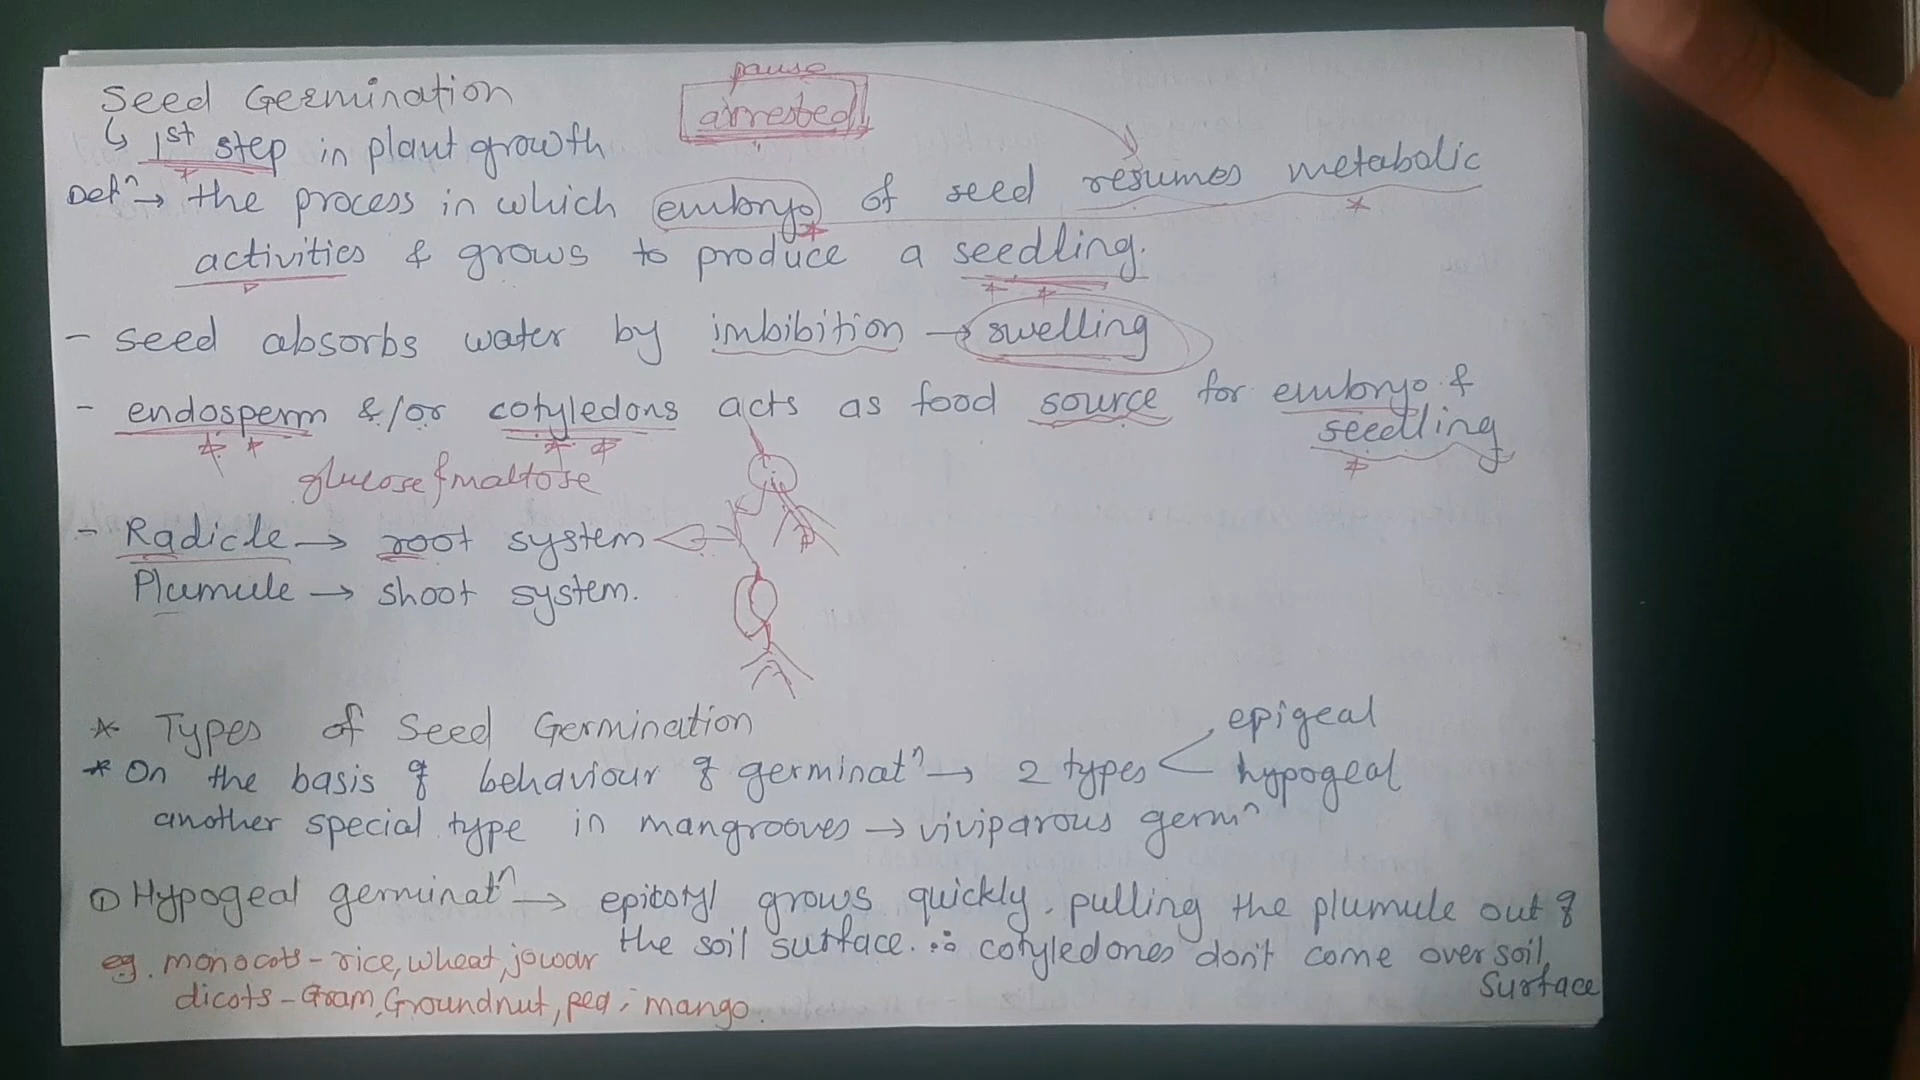 Seed Germination
pause
arrested
↳ 1st step in plant growth
Defⁿ → the process in which embryo of seed resumes metabolic
activities & grows to produce a seedling.
- seed absorbs water by imbibition → swelling
- endosperm &/or cotyledons acts as food source for embryo &
seedling
glucose & maltose
- Radicle → root system
Plumule → shoot system.
* Types of Seed Germination
* On the basis of behaviour of germinatⁿ → 2 types < epigeal
hypogeal
another special type in mangrooves → viviparous germⁿ
① Hypogeal germinatⁿ → epicotyl grows quickly, pulling the plumule out of
the soil surface. ∴ cotyledones don't come over soil
surface
eg. monocots - rice, wheat, jowar
dicots - Gram, Groundnut, pea, mango.